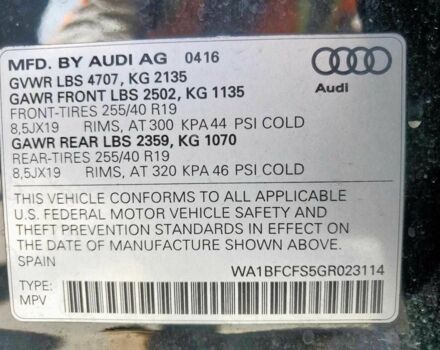 MFD. BY AUDI AG 0416
GVWR LBS 4707, KG 2135
GAWR FRONT LBS 2502, KG 1135
FRONT-TIRES 255/40 R19
8,5JX19 RIMS, AT 300 KPA 44 PSI COLD
GAWR REAR LBS 2359, KG 1070
REAR-TIRES 255/40 R19
8,5JX19 RIMS, AT 320 KPA 46 PSI COLD
Audi
THIS VEHICLE CONFORMS TO ALL APPLICABLE
U.S. FEDERAL MOTOR VEHICLE SAFETY AND
THEFT PREVENTION STANDARDS IN EFFECT ON
THE DATE OF MANUFACTURE SHOWN ABOVE.
SPAIN
WA1BFCFS5GR023114
TYPE:
MPV